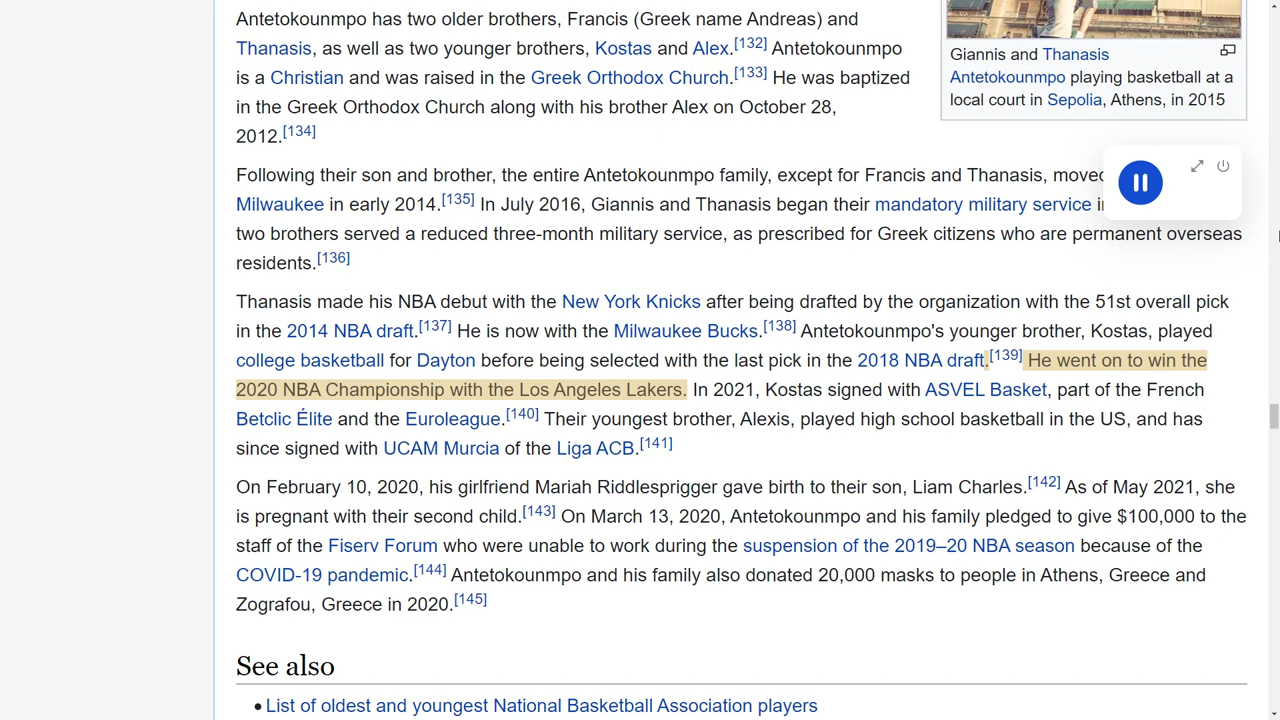 Antetokounmpo has two older brothers, Francis (Greek name Andreas) and
Thanasis, as well as two younger brothers, Kostas and Alex.[132] Antetokounmpo
is a Christian and was raised in the Greek Orthodox Church.[133] He was baptized
in the Greek Orthodox Church along with his brother Alex on October 28,
2012.[134]
Giannis and Thanasis
Antetokounmpo playing basketball at a
local court in Sepolia, Athens, in 2015
Following their son and brother, the entire Antetokounmpo family, except for Francis and Thanasis,
Milwaukee in early 2014.[135] In July 2016, Giannis and Thanasis began their mandatory military service
two brothers served a reduced three-month military service, as prescribed for Greek citizens who are permanent overseas
residents.[136]
Thanasis made his NBA debut with the New York Knicks after being drafted by the organization with the 51st overall pick
in the 2014 NBA draft.[137] He is now with the Milwaukee Bucks.[138] Antetokounmpo's younger brother, Kostas, played
college basketball for Dayton before being selected with the last pick in the 2018 NBA draft.[139] He went on to win the
2020 NBA Championship with the Los Angeles Lakers. In 2021, Kostas signed with ASVEL Basket, part of the French
Betclic Élite and the Euroleague.[140] Their youngest brother, Alexis, played high school basketball in the US, and has
since signed with UCAM Murcia of the Liga ACB.[141]
On February 10, 2020, his girlfriend Mariah Riddlesprigger gave birth to their son, Liam Charles.[142] As of May 2021, she
is pregnant with their second child.[143] On March 13, 2020, Antetokounmpo and his family pledged to give $100,000 to the
staff of the Fiserv Forum who were unable to work during the suspension of the 2019–20 NBA season because of the
COVID-19 pandemic.[144] Antetokounmpo and his family also donated 20,000 masks to people in Athens, Greece and
Zografou, Greece in 2020.[145]
See also
• List of oldest and youngest National Basketball Association players